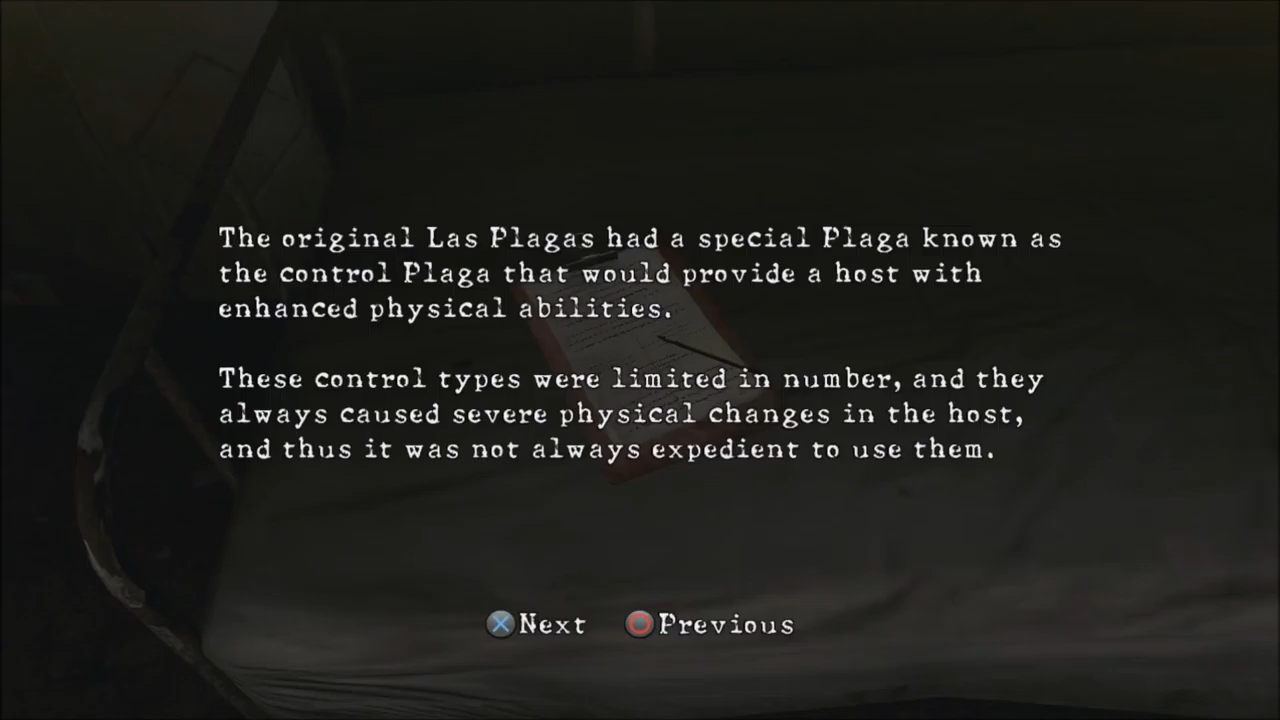 The original Las Plagas had a special Plaga known as
the control Plaga that would provide a host with
enhanced physical abilities.
These control types were limited in number, and they
always caused severe physical changes in the host,
and thus it was not always expedient to use them.
Next Previous